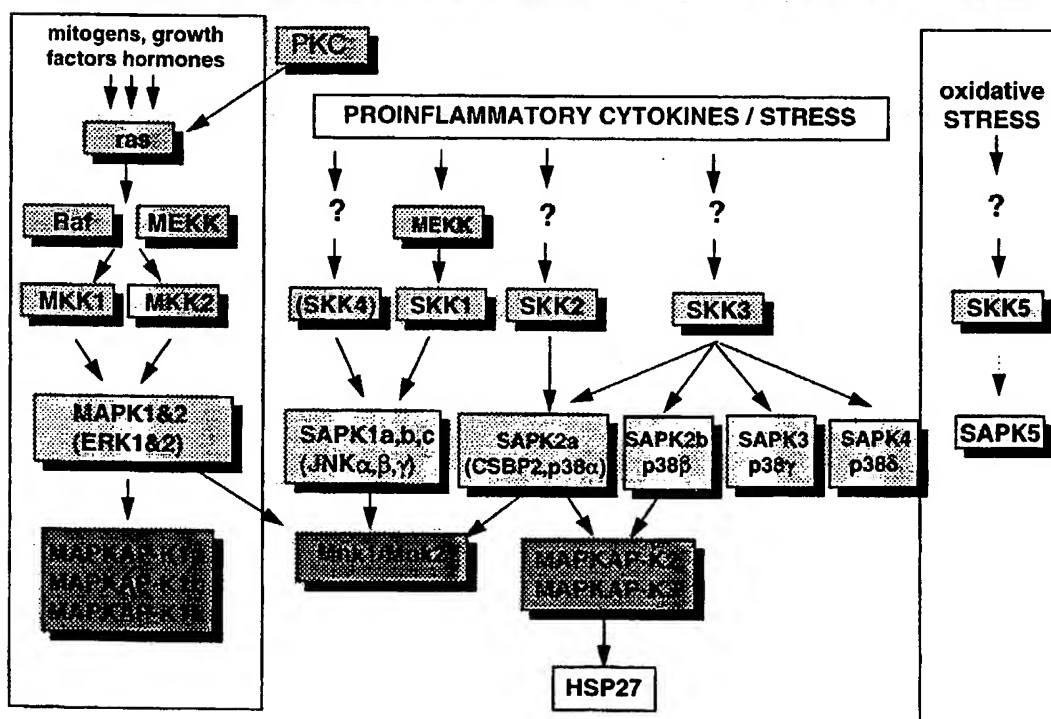 mitogens, growth
factors hormones
PKC
ras
Raf
MEKK
MKK1
MKK2
MAPK1&2
(ERK1&2)
PROINFLAMMATORY CYTOKINES / STRESS
?
MEKK
?
?
(SKK4)
SKK1
SKK2
SKK3
SAPK1a,b,c
(JNKα,β,γ)
SAPK2a
(CSBP2,p38α)
SAPK2b
p38β
SAPK3
p38γ
SAPK4
p38δ
Mnk1/Mnk2
MAPKAP-K2
MAPKAP-K3
HSP27
oxidative
STRESS
?
SKK5
SAPK5